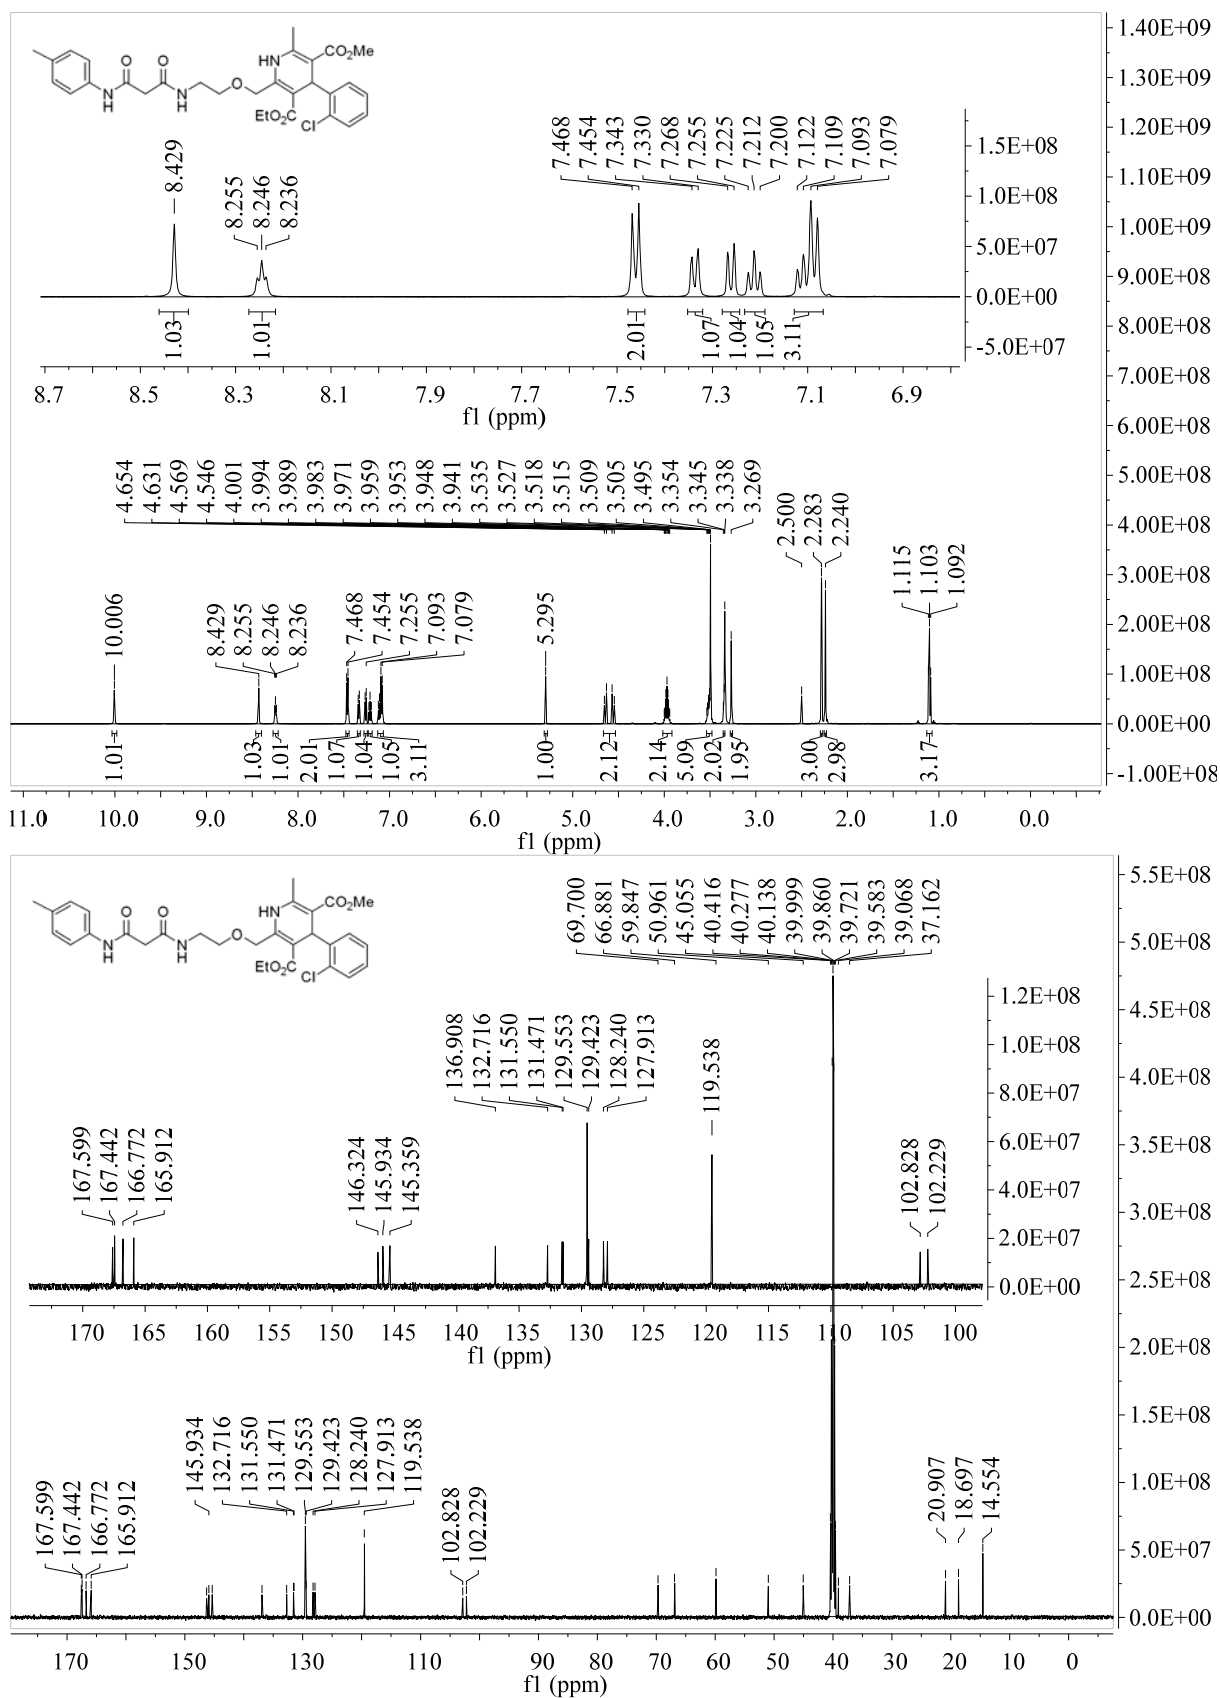 CO2Me
HN
O
O
O
N
H
N
H
EtO2C
Cl
8.429
8.255
8.246
8.236
7.468
7.454
7.343
7.330
7.268
7.255
7.225
7.212
7.200
7.122
7.109
7.093
7.079
1.5E+08
1.0E+08
5.0E+07
0.0E+00
-5.0E+07
1.03
1.01
2.01
1.07
1.04
1.05
3.11
8.7 8.5 8.3 8.1 7.9 7.7 7.5 7.3 7.1 6.9
f1 (ppm)
1.40E+09
1.30E+09
1.20E+09
1.10E+09
1.00E+09
9.00E+08
8.00E+08
7.00E+08
6.00E+08
5.00E+08
4.00E+08
3.00E+08
2.00E+08
1.00E+08
0.00E+00
-1.00E+08
4.654
4.631
4.569
4.546
4.001
3.994
3.989
3.983
3.971
3.959
3.953
3.948
3.941
3.535
3.527
3.518
3.515
3.509
3.505
3.495
3.354
3.345
3.338
3.269
2.500
2.283
2.240
1.115
1.103
1.092
10.006
8.429
8.255
8.246
8.236
7.468
7.454
7.255
7.093
7.079
5.295
1.01
1.03
1.01
2.01
1.07
1.04
1.05
3.11
1.00
2.12
2.14
5.09
2.02
1.95
3.00
2.98
3.17
11.0 10.0 9.0 8.0 7.0 6.0 5.0 4.0 3.0 2.0 1.0 0.0
f1 (ppm)
CO2Me
HN
O
O
O
N
H
N
H
EtO2C
Cl
69.700
66.881
59.847
50.961
45.055
40.416
40.277
40.138
39.999
39.860
39.721
39.583
39.068
37.162
167.599
167.442
166.772
165.912
146.324
145.934
145.359
136.908
132.716
131.550
131.471
129.553
129.423
128.240
127.913
119.538
102.828
102.229
1.2E+08
1.0E+08
8.0E+07
6.0E+07
4.0E+07
2.0E+07
0.0E+00
170 165 160 155 150 145 140 135 130 125 120 115 110 105 100
f1 (ppm)
5.5E+08
5.0E+08
4.5E+08
4.0E+08
3.5E+08
3.0E+08
2.5E+08
2.0E+08
1.5E+08
1.0E+08
5.0E+07
0.0E+00
167.599
167.442
166.772
165.912
145.934
132.716
131.550
131.471
129.553
129.423
128.240
127.913
119.538
102.828
102.229
20.907
18.697
14.554
170 150 130 110 90 80 70 60 50 40 30 20 10 0
f1 (ppm)